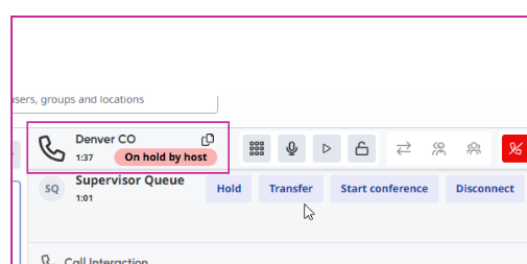 users, groups and locations
Denver CO
1:37 On hold by host
SQ Supervisor Queue
1:01
Hold Transfer Start conference Disconnect
Call Interaction